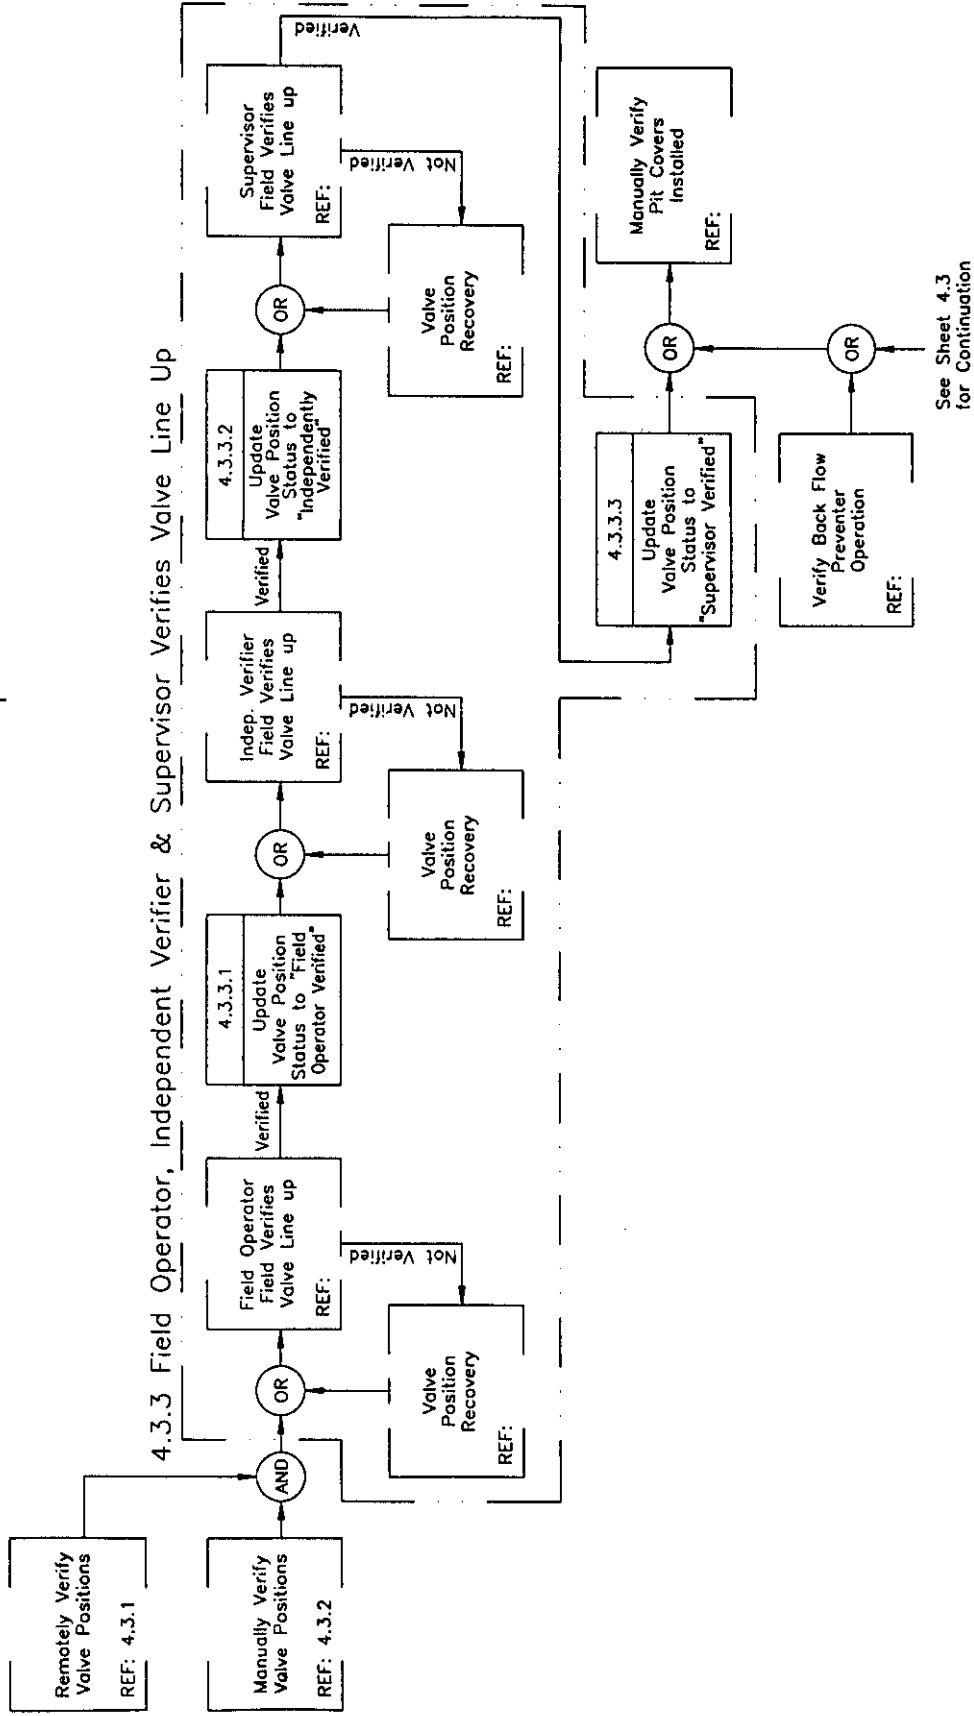 4.3.3 Field Operator, Independent Verifier & Supervisor Verifies Valve Line Up
Remotely Verify
Valve Positions
REF: 4.3.1
Manually Verify
Valve Positions
REF: 4.3.2
AND
OR
Field Operator
Field Verifies
Valve Line up
REF:
Verified
Not Verified
Valve
Position
Recovery
REF:
4.3.3.1
Update
Valve Position
Status to "Field
Operator Verified"
OR
Indep. Verifier
Field Verifies
Valve Line up
REF:
Verified
Not Verified
Valve
Position
Recovery
REF:
4.3.3.2
Update
Valve Position
Status to
"Independently
Verified"
OR
Supervisor
Field Verifies
Valve Line up
REF:
Verified
Not Verified
Valve
Position
Recovery
REF:
4.3.3.3
Update
Valve Position
Status to
"Supervisor Verified"
OR
Manually Verify
Pit Covers
Installed
REF:
Verify Back Flow
Preventer
Operation
REF:
OR
See Sheet 4.3
for Continuation